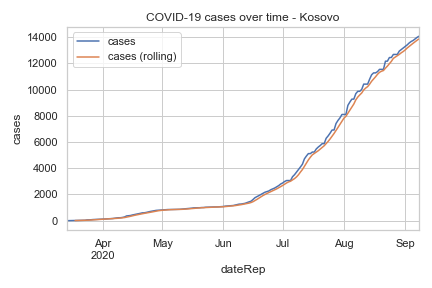 COVID-19 cases over time - Kosovo
cases
cases (rolling)
14000
12000
10000
8000
6000
4000
2000
0
cases
Apr
2020
May
Jun
Jul
Aug
Sep
dateRep